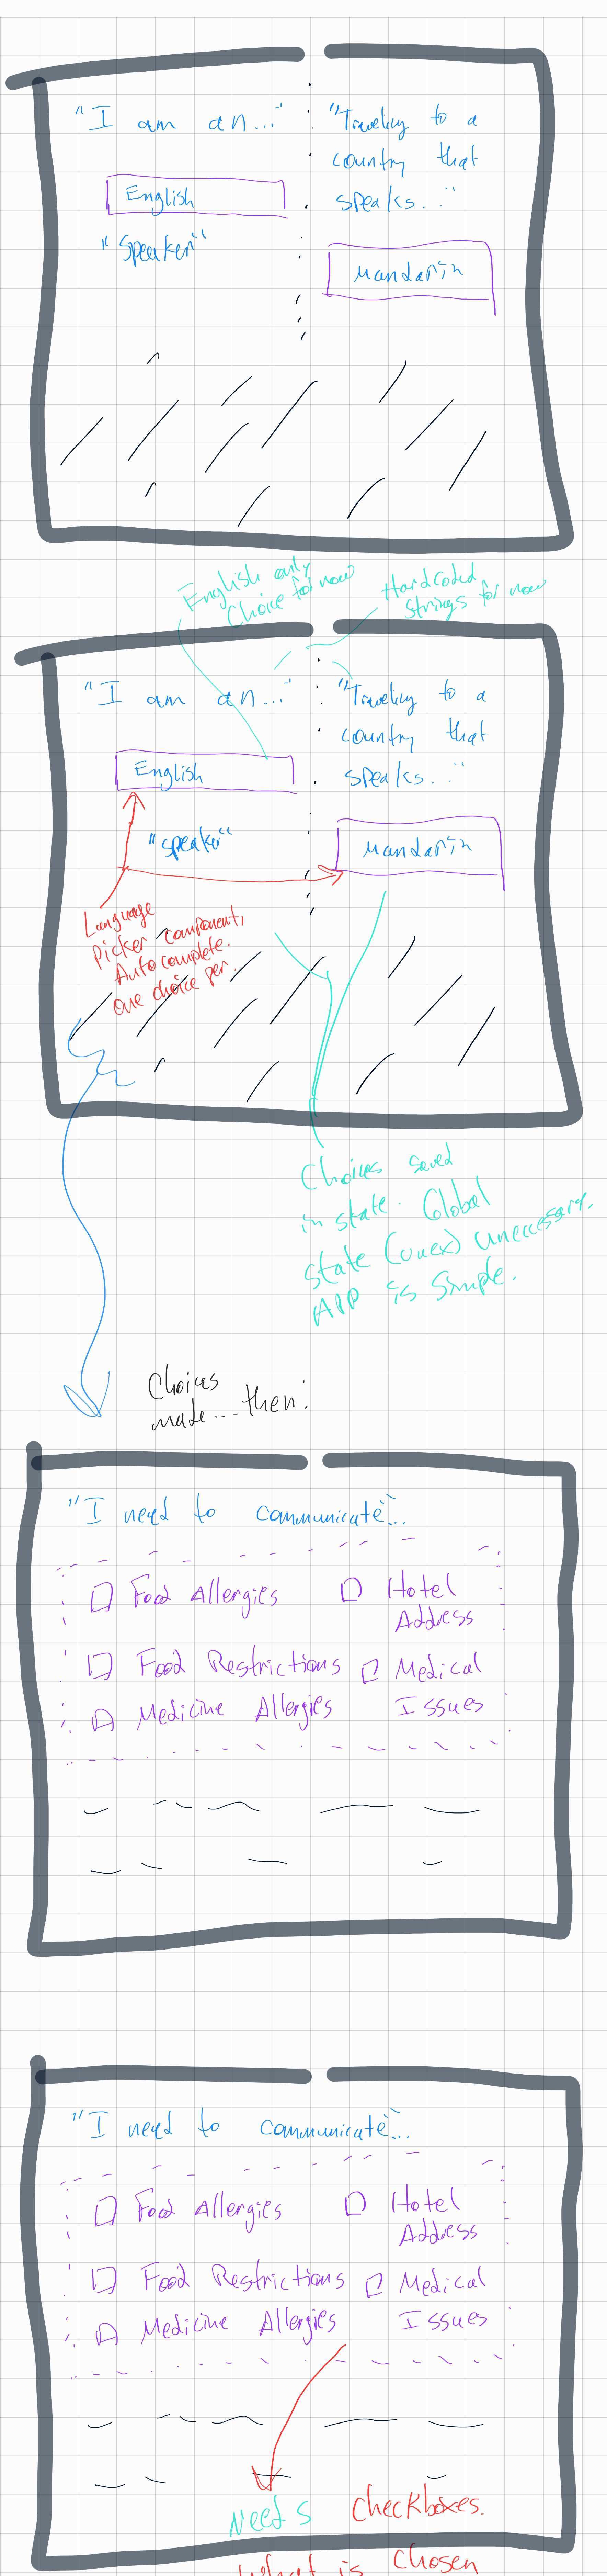 "I am an..."
English
"Speaker"
"Traveling to a
country that
speaks..."
Mandarin
English only
Choice for now
Hardcoded
Strings for now
"I am an..."
English
"speaker"
"Traveling to a
country that
speaks..."
Mandarin
Language
Picker component,
Autocomplete.
one choice per.
Choices saved
in state. Global
state (vuex) unecessary.
App is simple.
Choices
made... then:
"I need to communicate"...
Food Allergies
Hotel
Address
Food Restrictions
Medical
Issues
Medicine Allergies
"I need to communicate"...
Food Allergies
Hotel
Address
Food Restrictions
Medical
Issues
Medicine Allergies
Needs checkboxes.
What is chosen